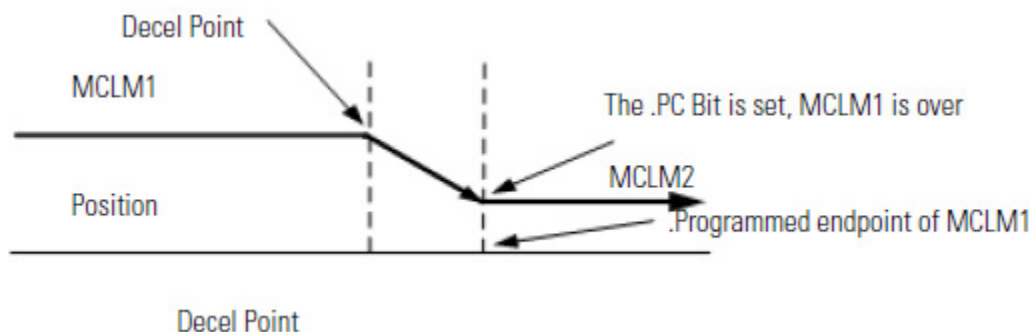 Decel Point
MCLM1
The .PC Bit is set, MCLM1 is over
MCLM2
Position
.Programmed endpoint of MCLM1
Decel Point